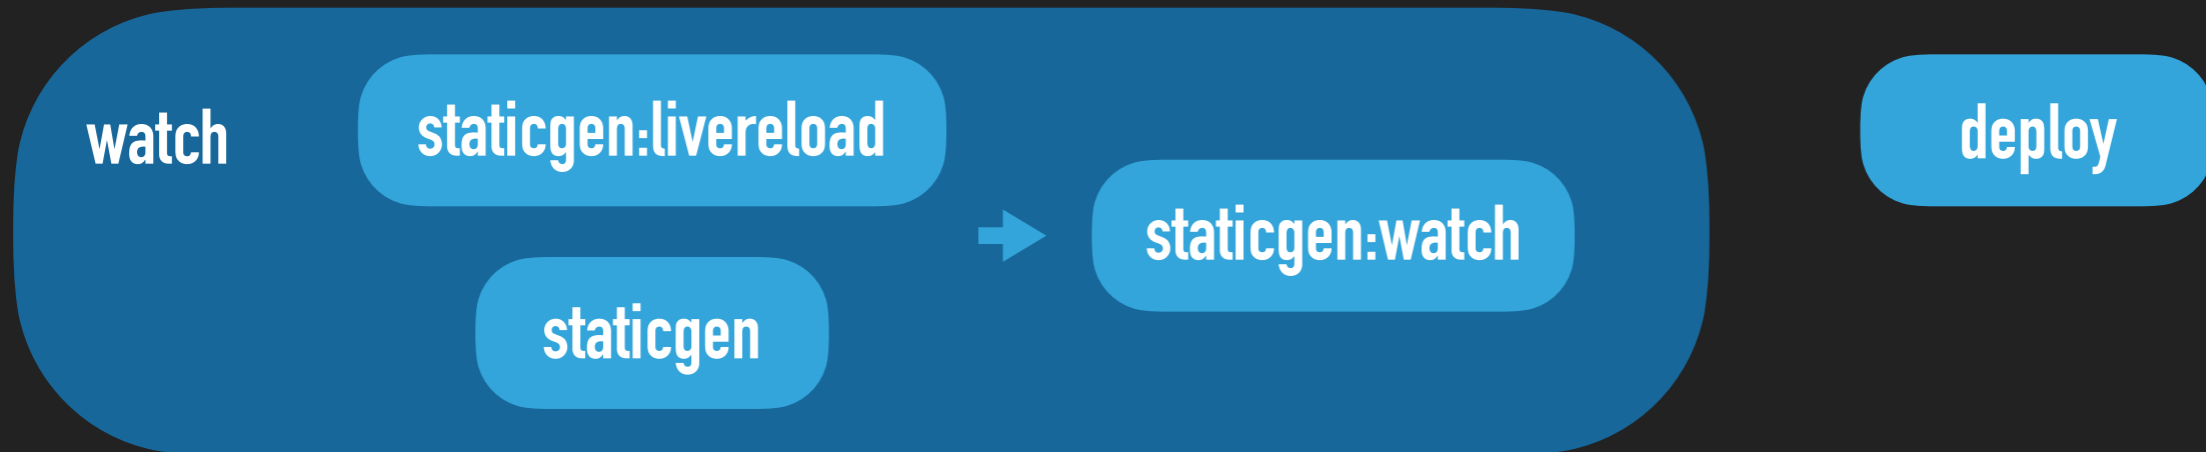 watch
staticgen:livereload
staticgen
staticgen:watch
deploy